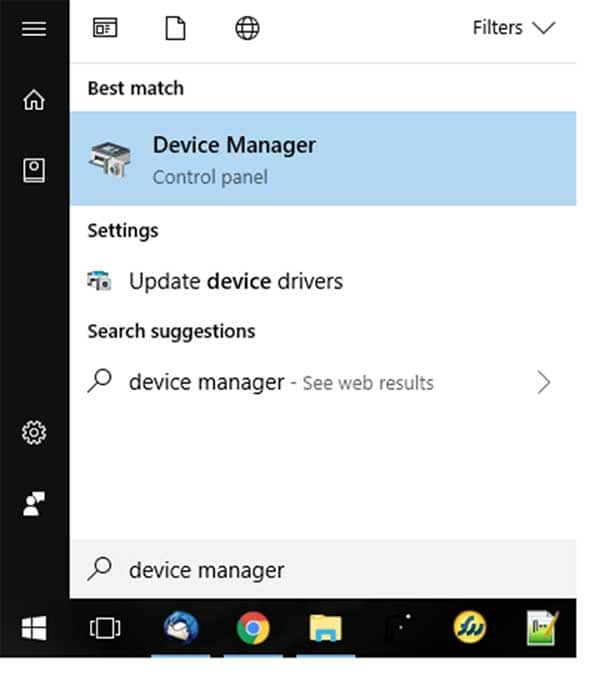 Filters
Best match
Device Manager
Control panel
Settings
Update device drivers
Search suggestions
device manager - See web results
device manager